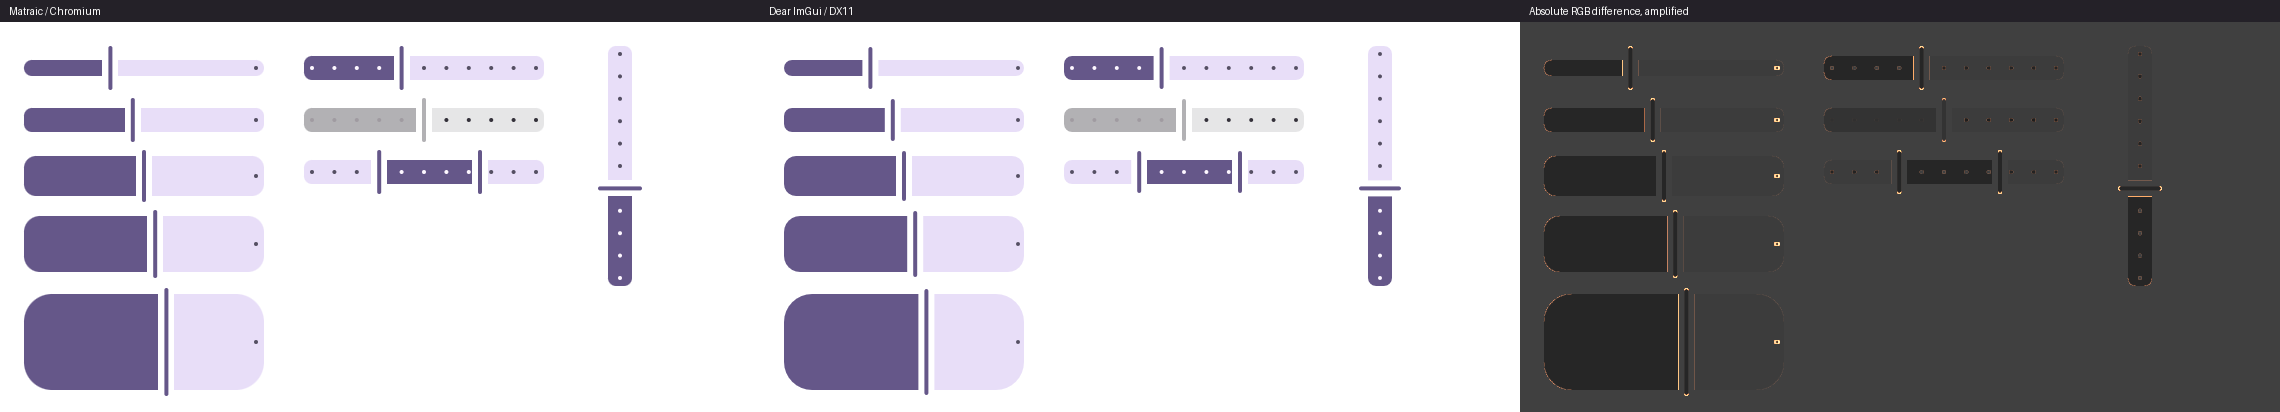 Matraic / Chromium
Dear ImGui / DX11
Absolute RGB difference, amplified